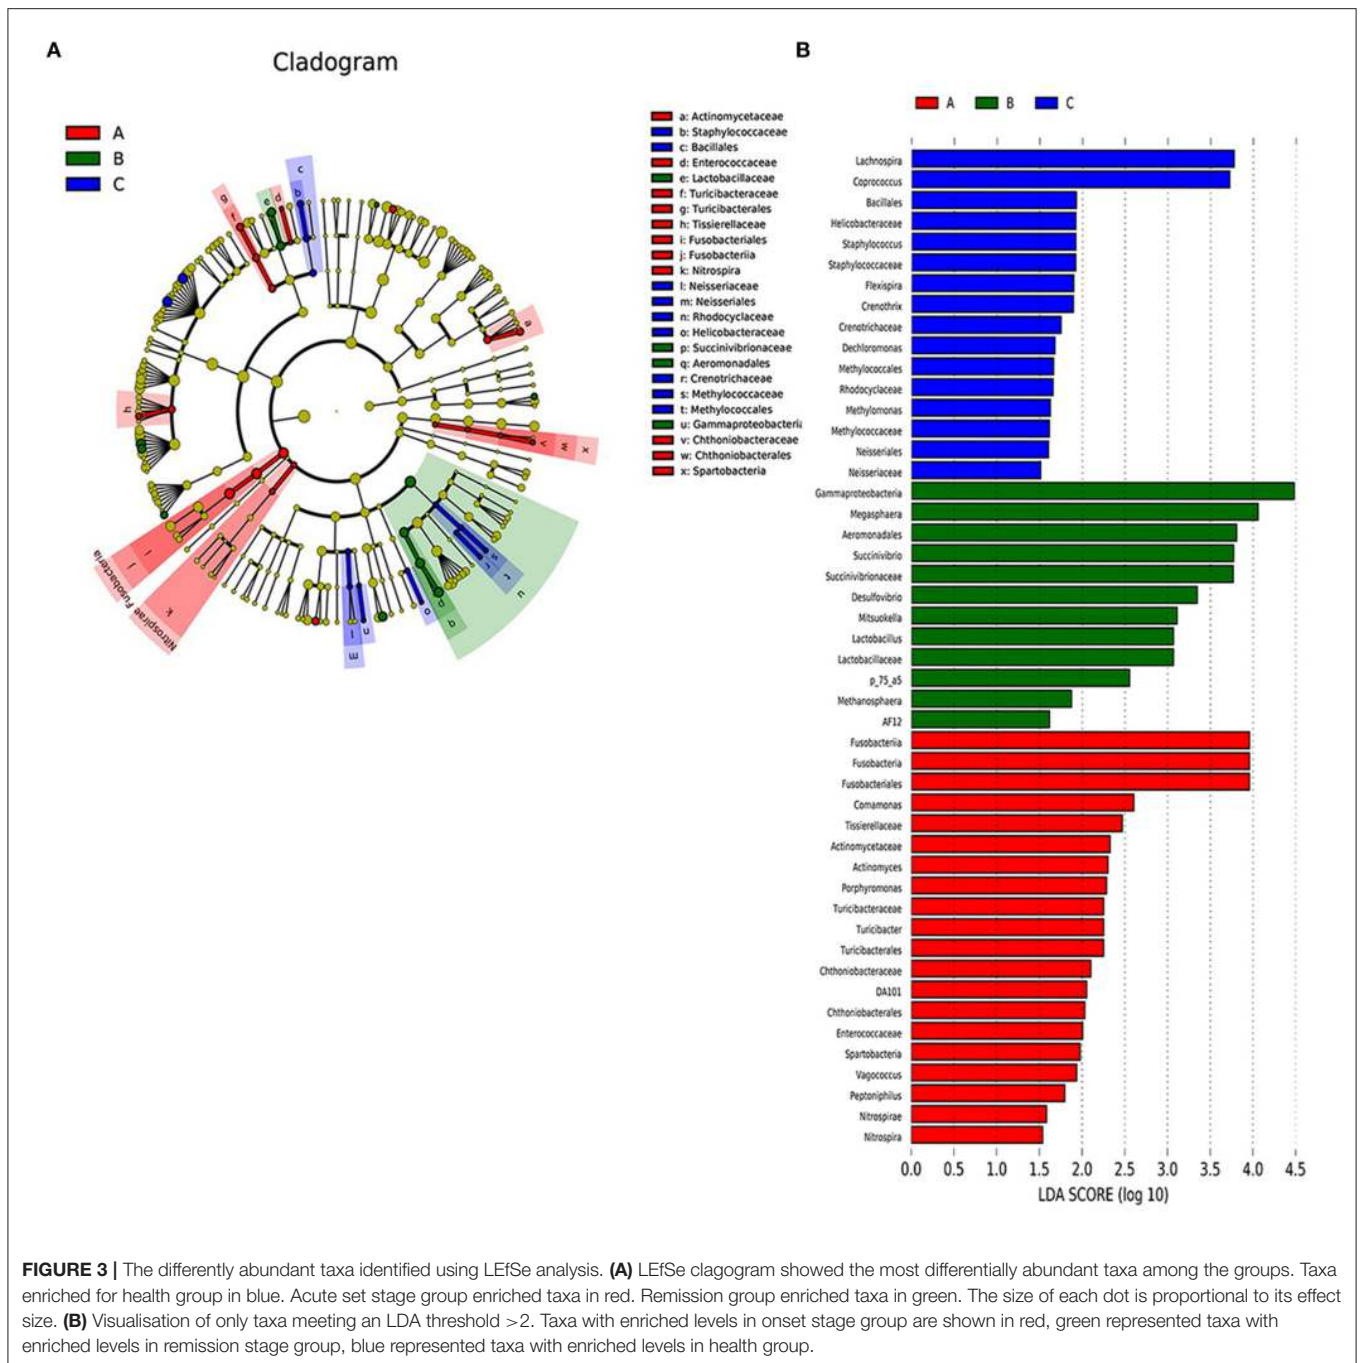 A
Cladogram
A
B
C
a: Actinomycetaceae
b: Staphylococcaceae
c: Bacillales
d: Enterococcaceae
e: Lactobacillaceae
f: Turicibacteraceae
g: Turicibacterales
h: Tissierellaceae
i: Fusobacteriales
j: Fusobacteriia
k: Nitrospira
l: Neisseriaceae
m: Neisseriales
n: Rhodocyclaceae
o: Helicobacteraceae
p: Succinivibrionaceae
q: Aeromonadales
r: Crenotrichaceae
s: Methylococcaceae
t: Methylococcales
u: Gammaproteobacteri
v: Chthoniobacteraceae
w: Chthoniobacterales
x: Spartobacteria
c
b
d
e
f
g
a
h
v
w
x
i
j
Fusobacteria
k
Nitrospirae
l
m
n
o
p
q
r
s
t
u
B
A
B
C
Lachnospira
Coprococcus
Bacillales
Helicobacteraceae
Staphylococcus
Staphylococcaceae
Flexispira
Crenothrix
Crenotrichaceae
Dechloromonas
Methylococcales
Rhodocyclaceae
Methylomonas
Methylococcaceae
Neisseriales
Neisseriaceae
Gammaproteobacteria
Megasphaera
Aeromonadales
Succinivibrio
Succinivibrionaceae
Desulfovibrio
Mitsuokella
Lactobacillus
Lactobacillaceae
p_75_a5
Methanosphaera
AF12
Fusobacteriia
Fusobacteria
Fusobacteriales
Comamonas
Tissierellaceae
Actinomycetaceae
Actinomyces
Porphyromonas
Turicibacteraceae
Turicibacter
Turicibacterales
Chthoniobacteraceae
DA101
Chthoniobacterales
Enterococcaceae
Spartobacteria
Vagococcus
Peptoniphilus
Nitrospirae
Nitrospira
0.0 0.5 1.0 1.5 2.0 2.5 3.0 3.5 4.0 4.5
LDA SCORE (log 10)
FIGURE 3 | The differently abundant taxa identified using LEfSe analysis. (A) LEfSe clagogram showed the most differentially abundant taxa among the groups. Taxa
enriched for health group in blue. Acute set stage group enriched taxa in red. Remission group enriched taxa in green. The size of each dot is proportional to its effect
size. (B) Visualisation of only taxa meeting an LDA threshold >2. Taxa with enriched levels in onset stage group are shown in red, green represented taxa with
enriched levels in remission stage group, blue represented taxa with enriched levels in health group.